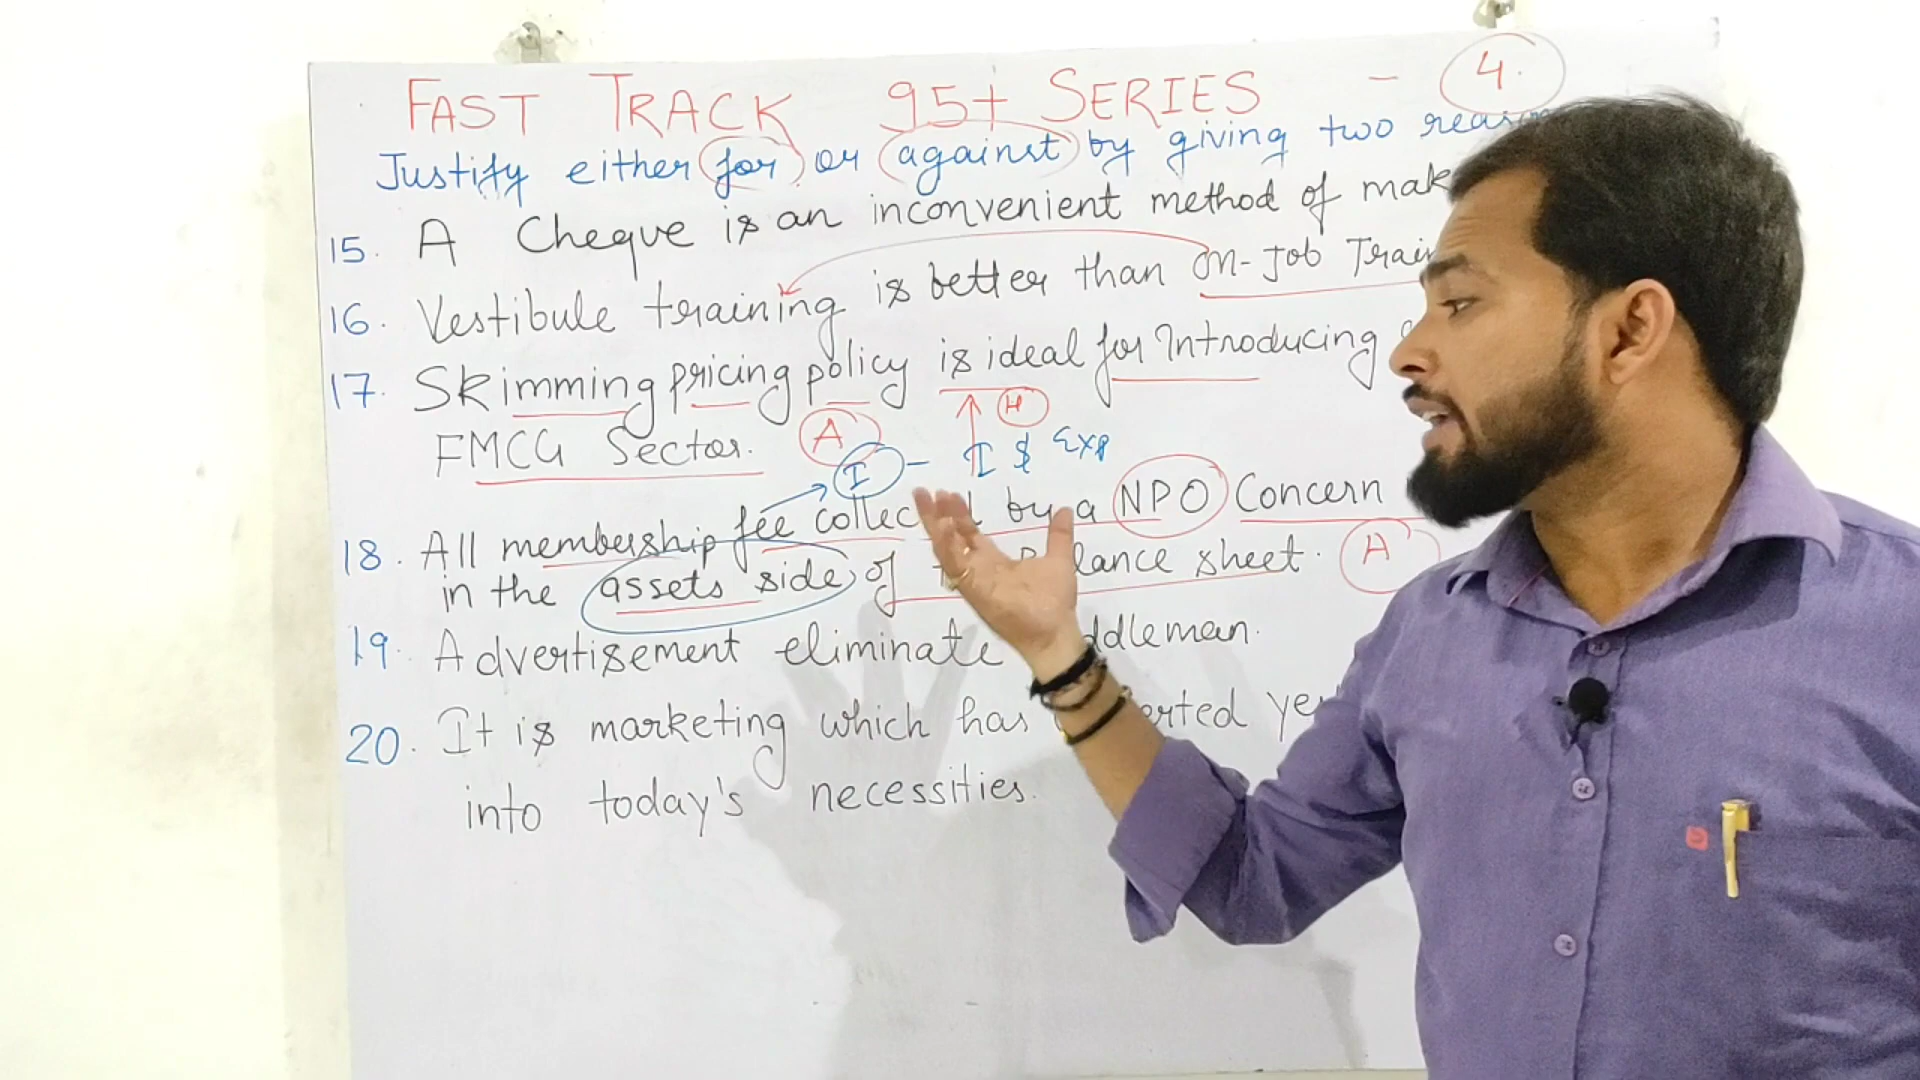 FAST TRACK 95+ SERIES - 4.
Justify either for or against by giving two
15. A Cheque is an inconvenient method of
16. Vestibule training is better than on-Job
17. Skimming pricing policy is ideal for Introducing
H
FMCG Sector. A
I - I & Exp
18. All membership fee by a NPO Concern
in the assets side of sheet. A
19. Advertisement eliminate
20. It is marketing which has
into today's necessities.